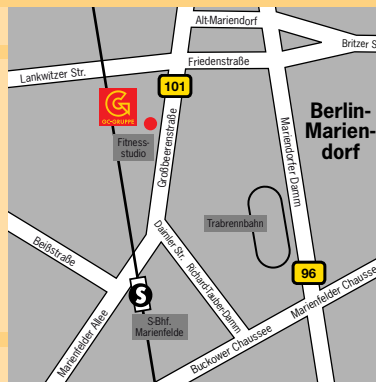 Alt-Mariendorf
Britzer S
Friedenstraße
Lankwitzer Str.
101
GC-GRUPPE
Berlin-
Marien-
dorf
Fitness-
studio
Großbeerenstraße
Mariendorfer Damm
Trabrennbahn
Beißstraße
Daimler Str.
Richard-Tauber-Damm
96
S
S-Bhf.
Marienfelde
Marienfelder Chausse
Marienfelder Allee
Buckower Chaussee